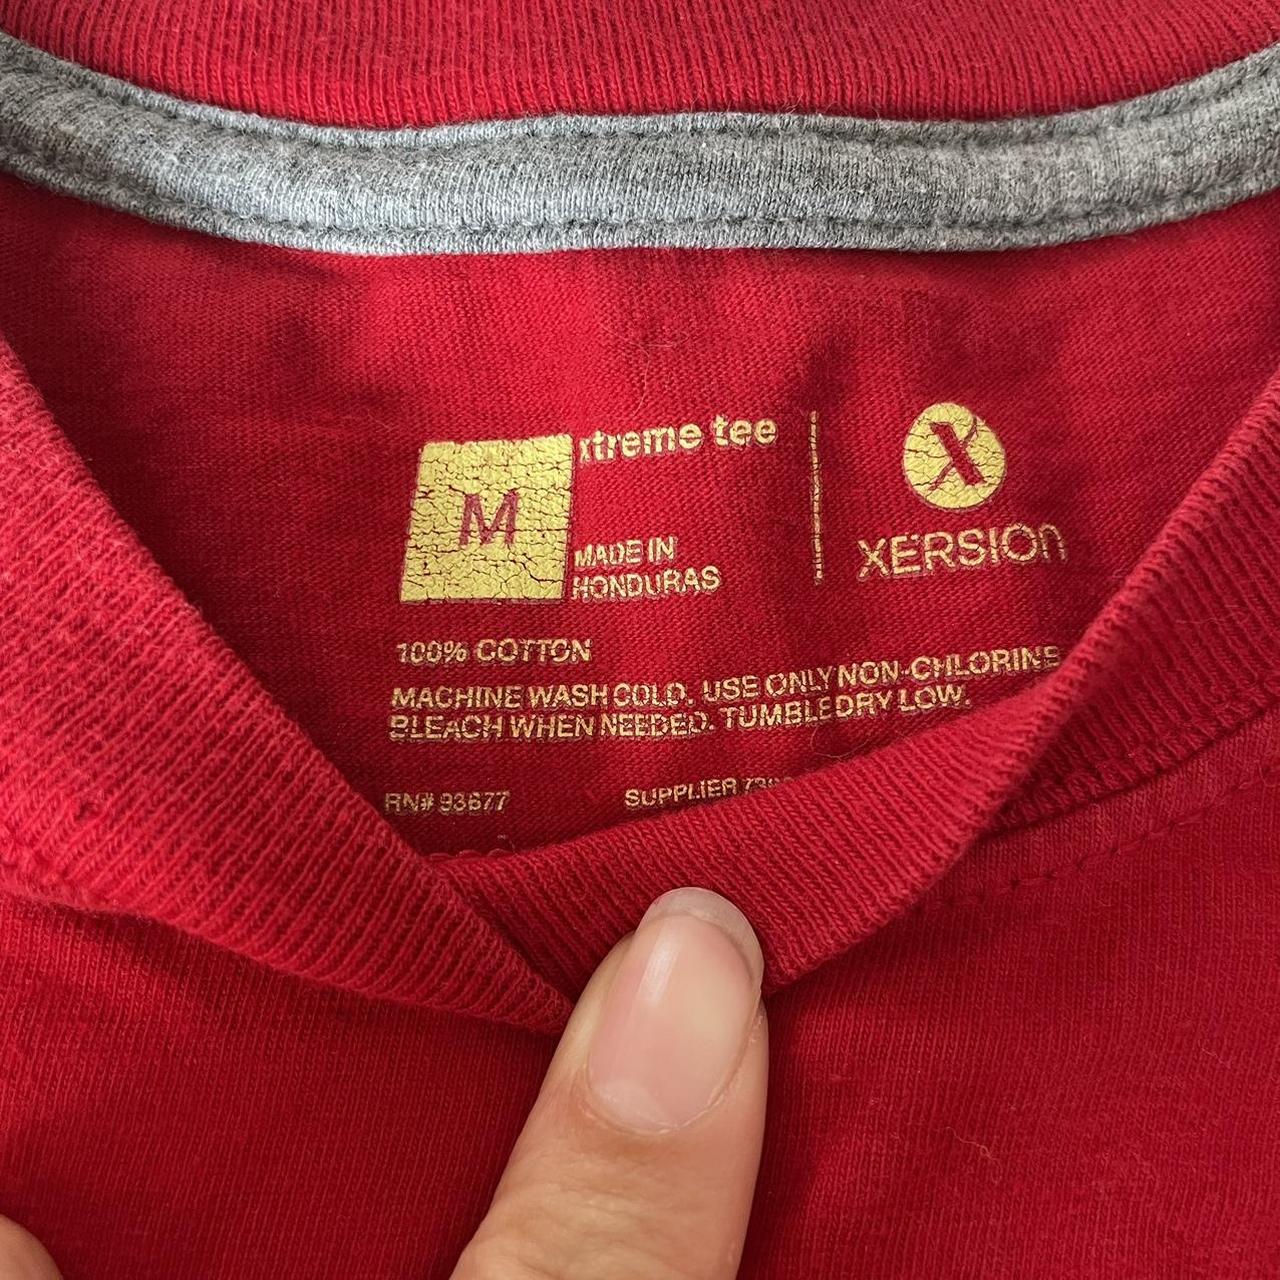 M
xtreme tee
MADE IN
HONDURAS
X
XERSION
100% COTTON
MACHINE WASH COLD. USE ONLY NON-CHLORINE
BLEACH WHEN NEEDED. TUMBLE DRY LOW.
RN# 93677
SUPPLIER